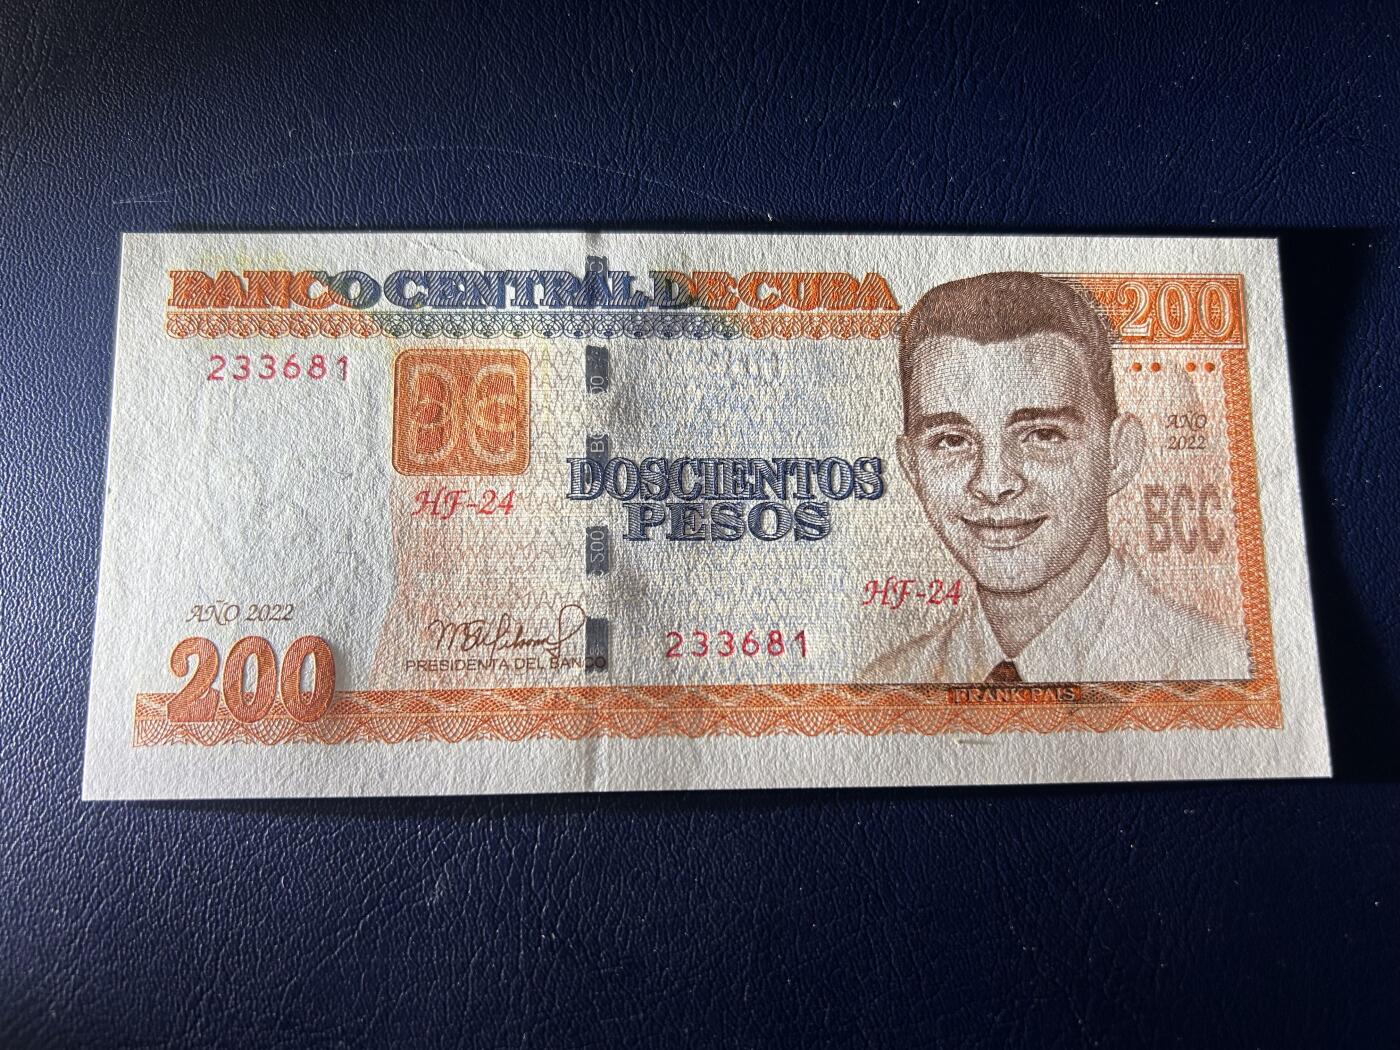 BANCO CENTRAL DE CUBA
200
233681
AÑO
2022
HF-24
DOSCIENTOS
PESOS
BCC
HF-24
AÑO 2022
200
PRESIDENTA DEL BANCO
233681
FRANK PAIS